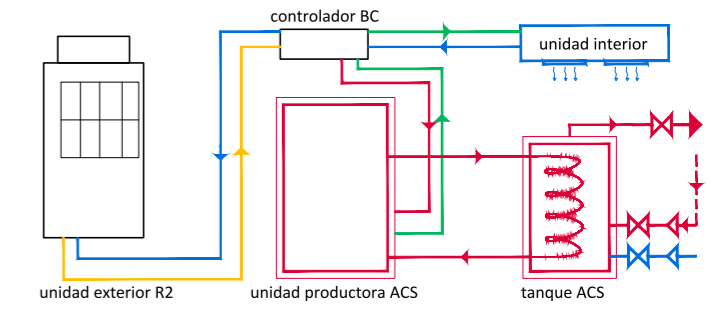 controlador BC
unidad interior
unidad exterior R2
unidad productora ACS
tanque ACS